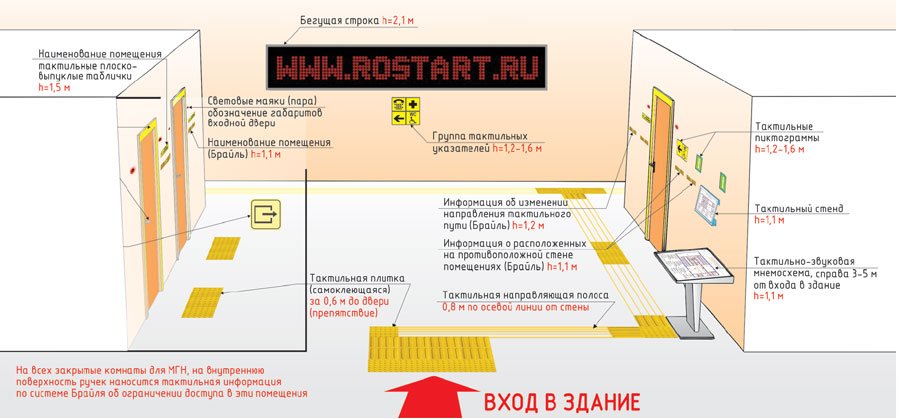 Бегущая строка h=2,1 м
WWW.ROSTART.RU
Наименование помещения
тактильные плоско-
выпуклые таблички
h=1,5 м
Световые маяки (пара)
обозначение габаритов
входной двери
Наименование помещения
(Брайль) h=1,1 м
WC
Группа тактильных
указателей h=1,2-1,6 м
Тактильные
пиктограммы
h=1,2-1,6 м
Информация об изменении
направления тактильного
пути (Брайль) h=1,2 м
Тактильный стенд
h=1,1 м
Информация о расположенных
на противоположной стене
помещениях (Брайль) h=1,1 м
Тактильно-звуковая
мнемосхема, справа 3-5 м
от входа в здание
h=1,1 м
Тактильная плитка
(самоклеющаяся)
за 0,6 м до двери
(препятствие)
Тактильная направляющая полоса
0,8 м по осевой линии от стены
На всех закрытые комнаты для МГН, на внутреннюю
поверхность ручек наносится тактильная информация
по системе Брайля об ограничении доступа в эти помещения
ВХОД В ЗДАНИЕ